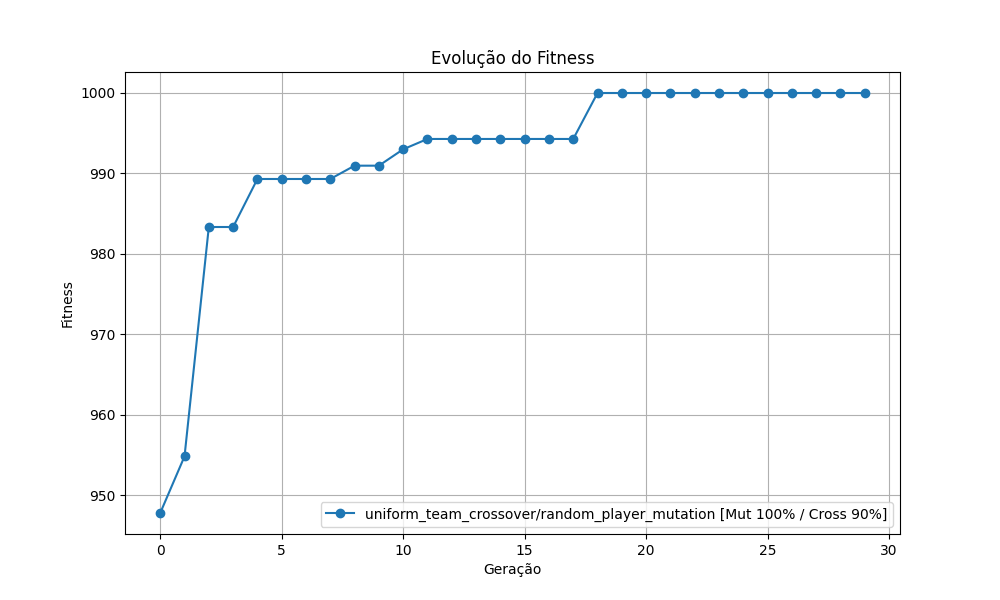 Evolução do Fitness
Fitness
1000
990
980
970
960
950
uniform_team_crossover/random_player_mutation [Mut 100% / Cross 90%]
0 5 10 15 20 25 30
Geração